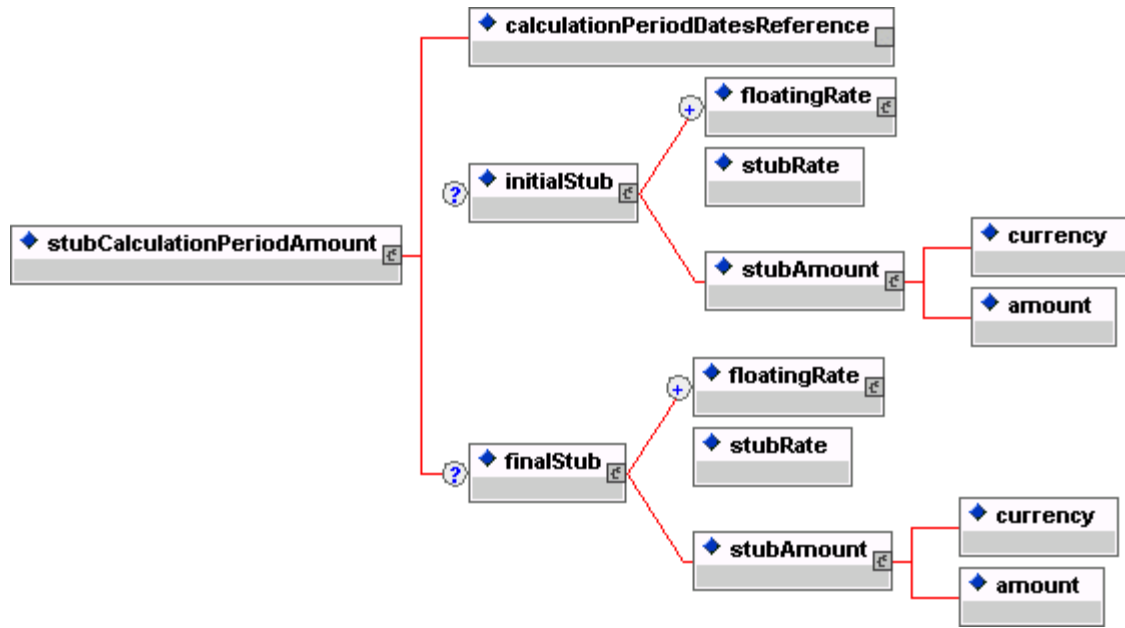 calculationPeriodDatesReference
floatingRate
+
stubRate
? initialStub
stubCalculationPeriodAmount
stubAmount
currency
amount
floatingRate
+
stubRate
? finalStub
stubAmount
currency
amount